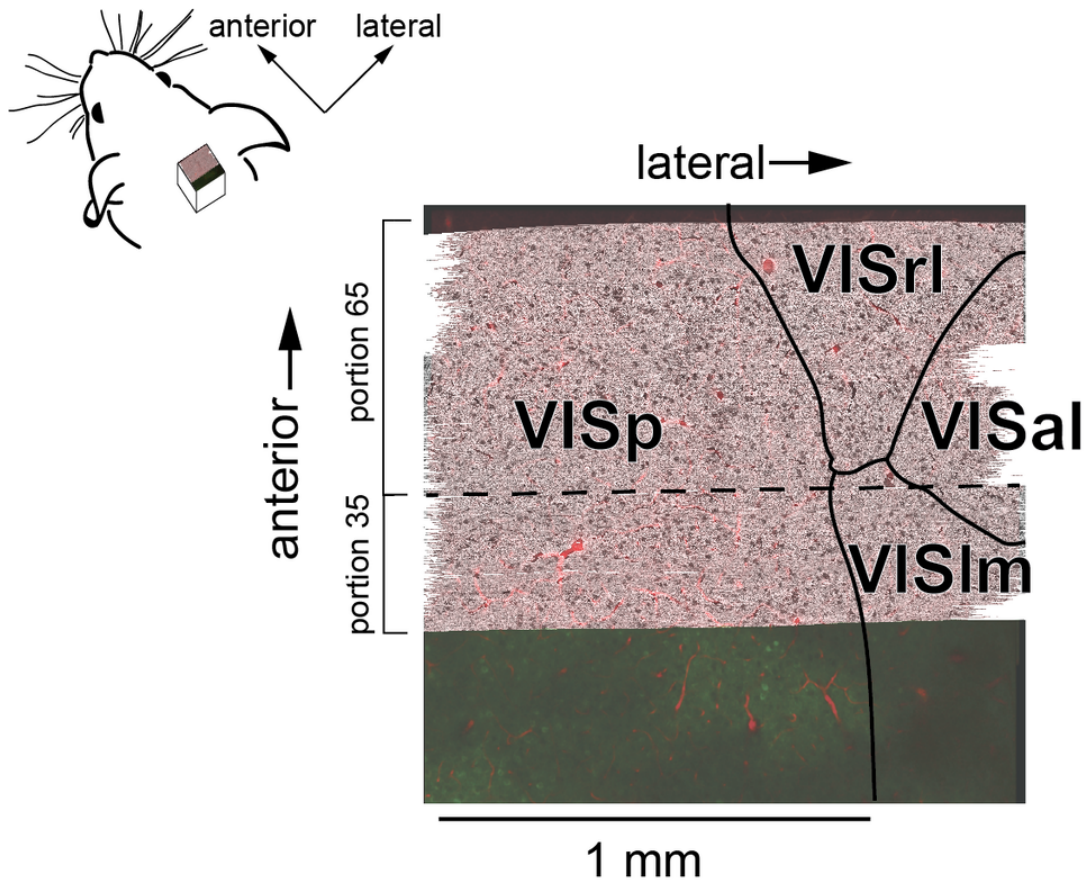 anterior
lateral
lateral
VISrl
portion 65
anterior
VISp
VISal
portion 35
VISlm
1 mm